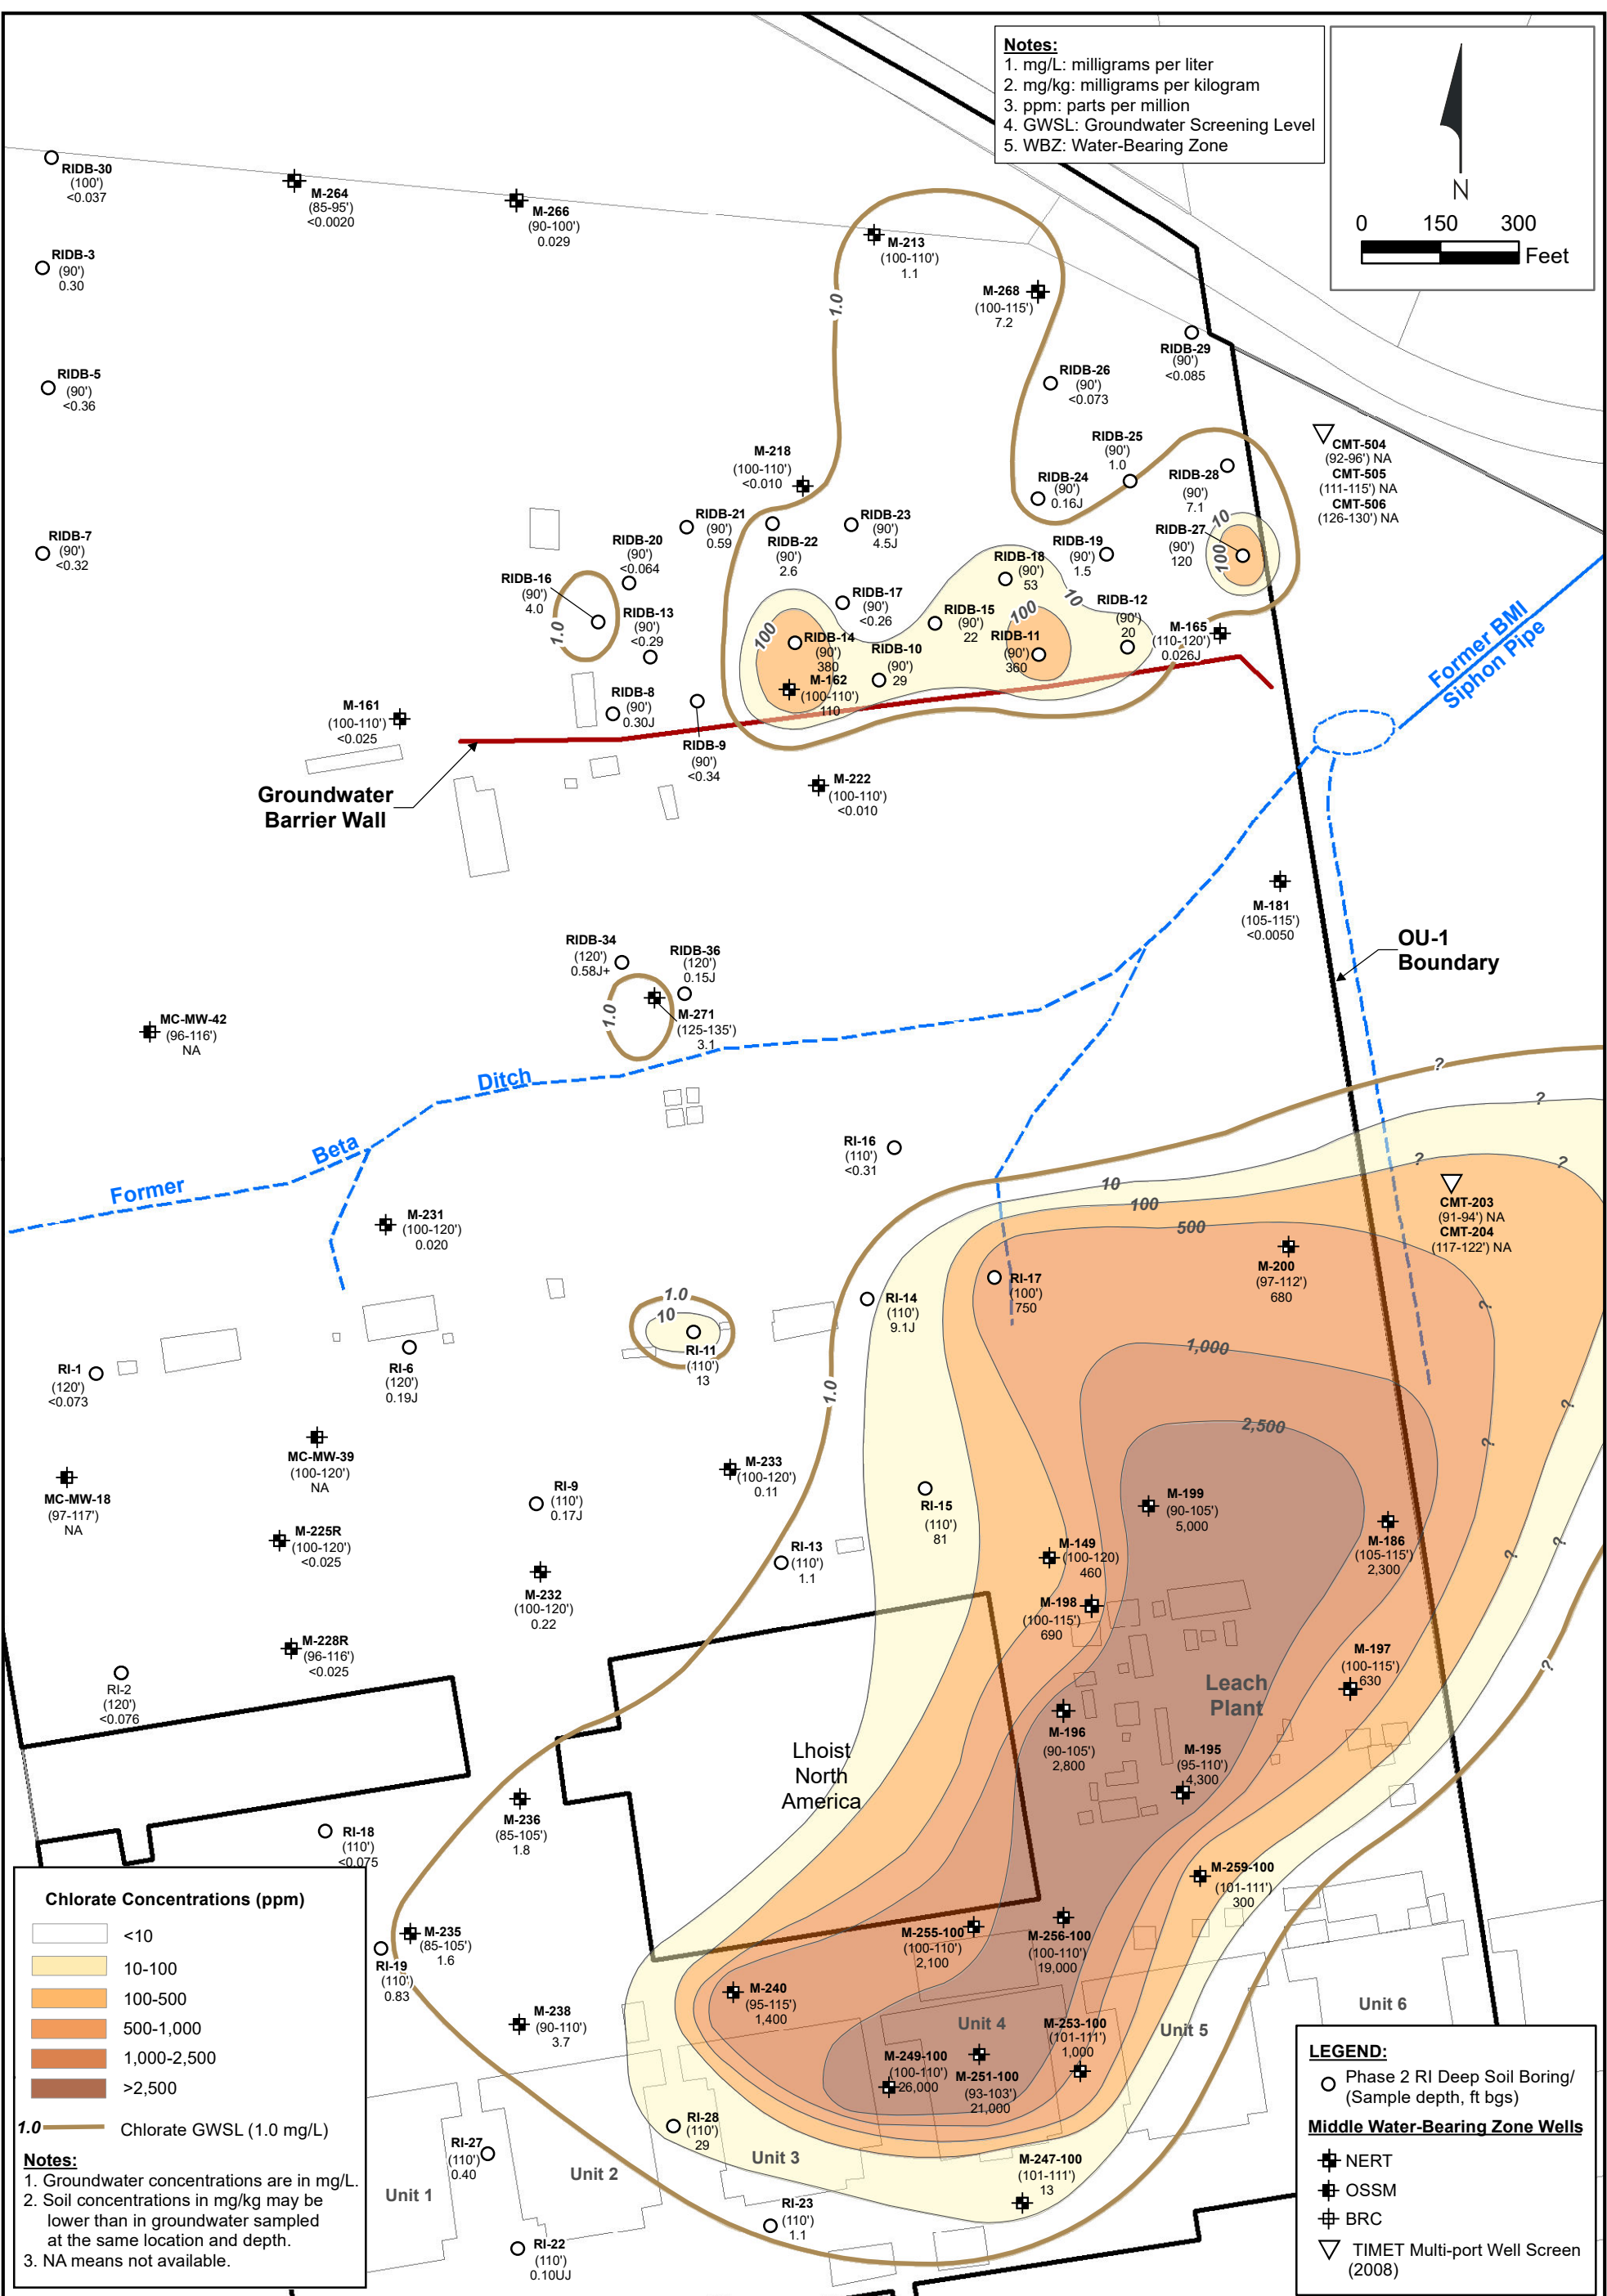 Notes:
1. mg/L: milligrams per liter
2. mg/kg: milligrams per kilogram
3. ppm: parts per million
4. GWSL: Groundwater Screening Level
5. WBZ: Water-Bearing Zone
N
0 150 300
Feet
RIDB-30
(100')
<0.037
M-264
(85-95')
<0.0020
M-266
(90-100')
0.029
M-213
(100-110')
1.1
RIDB-3
(90')
0.30
M-268
(100-115')
7.2
1.0
RIDB-29
(90')
<0.085
RIDB-5
(90')
<0.36
RIDB-26
(90')
<0.073
CMT-504
(92-96') NA
CMT-505
(111-115') NA
CMT-506
(126-130') NA
M-218
(100-110')
<0.010
RIDB-25
(90')
1.0
RIDB-24
(90')
0.16J
RIDB-28
(90')
7.1
RIDB-7
(90')
<0.32
RIDB-21
(90')
0.59
RIDB-22
(90')
2.6
RIDB-23
(90')
4.5J
RIDB-20
(90')
<0.064
RIDB-19
(90')
1.5
RIDB-27
(90')
120
10
100
RIDB-16
(90')
4.0
1.0
RIDB-18
(90')
53
RIDB-17
(90')
<0.26
10
RIDB-13
(90')
<0.29
RIDB-15
(90')
22
100
RIDB-12
(90')
20
100
RIDB-14
(90')
380
RIDB-10
(90')
29
RIDB-11
(90')
360
M-165
(110-120')
0.026J
Former BMI
Siphon Pipe
M-162
(100-110')
110
RIDB-8
(90')
0.30J
M-161
(100-110')
<0.025
RIDB-9
(90')
<0.34
Groundwater
Barrier Wall
M-222
(100-110')
<0.010
M-181
(105-115')
<0.0050
OU-1
Boundary
RIDB-34
(120')
0.58J+
RIDB-36
(120')
0.15J
1.0
M-271
(125-135')
3.1
MC-MW-42
(96-116')
NA
Former Beta Ditch
?
?
RI-16
(110')
<0.31
?
?
10
100
500
CMT-203
(91-94') NA
CMT-204
(117-122') NA
M-231
(100-120')
0.020
M-200
(97-112')
680
RI-17
(100')
750
RI-14
(110')
9.1J
?
1.0
10
RI-11
(110')
13
1,000
RI-1
(120')
<0.073
RI-6
(120')
0.19J
1.0
?
2,500
?
MC-MW-39
(100-120')
NA
MC-MW-18
(97-117')
NA
M-233
(100-120')
0.11
RI-9
(110')
0.17J
RI-15
(110')
81
M-199
(90-105')
5,000
M-186
(105-115')
2,300
?
?
M-225R
(100-120')
<0.025
M-149
(100-120)
460
RI-13
(110')
1.1
M-232
(100-120')
0.22
M-198
(100-115')
690
M-228R
(96-116')
<0.025
M-197
(100-115')
630
?
RI-2
(120')
<0.076
Leach
Plant
M-196
(90-105')
2,800
M-195
(95-110')
4,300
Lhoist
North
America
M-236
(85-105')
1.8
RI-18
(110')
<0.075
M-259-100
(101-111')
300
M-235
(85-105')
1.6
RI-19
(110')
0.83
M-255-100
(100-110')
2,100
M-256-100
(100-110')
19,000
M-240
(95-115')
1,400
M-238
(90-110')
3.7
Unit 4
M-253-100
(101-111')
1,000
Unit 5
Unit 6
M-249-100
(100-110')
26,000
M-251-100
(93-103')
21,000
RI-28
(110')
29
RI-27
(110')
0.40
Unit 3
Unit 2
Unit 1
M-247-100
(101-111')
13
RI-23
(110')
1.1
RI-22
(110')
0.10UJ
Chlorate Concentrations (ppm)
<10
10-100
100-500
500-1,000
1,000-2,500
>2,500
1.0 Chlorate GWSL (1.0 mg/L)
Notes:
1. Groundwater concentrations are in mg/L.
2. Soil concentrations in mg/kg may be
lower than in groundwater sampled
at the same location and depth.
3. NA means not available.
LEGEND:
Phase 2 RI Deep Soil Boring/
(Sample depth, ft bgs)
Middle Water-Bearing Zone Wells
NERT
OSSM
BRC
TIMET Multi-port Well Screen
(2008)